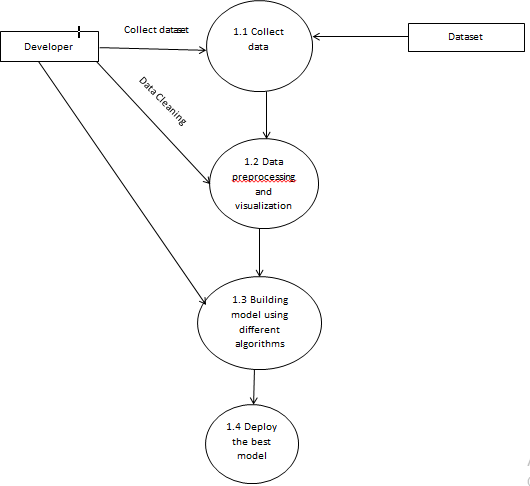 Collect dataset
1.1 Collect
data
Developer
Dataset
Data Cleaning
1.2 Data
preprocessing
and
visualization
1.3 Building
model using
different
algorithms
1.4 Deploy
the best
model